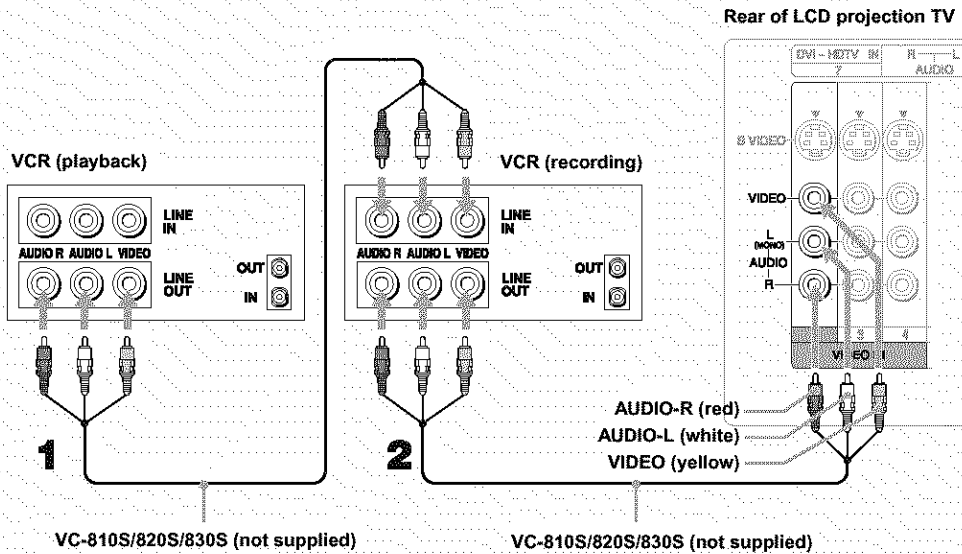 Rear of LCD projection TV
DVI - HDTV IN
7
R L
AUDIO
S VIDEO
VIDEO
L
(MONO)
AUDIO
R
3 4
VCR (playback)
LINE
IN
AUDIO R AUDIO L VIDEO
LINE
OUT
OUT
IN
VCR (recording)
LINE
IN
AUDIO R AUDIO L VIDEO
LINE
OUT
OUT
IN
AUDIO-R (red)
AUDIO-L (white)
VIDEO (yellow)
1
2
VC-810S/820S/830S (not supplied)
VC-810S/820S/830S (not supplied)